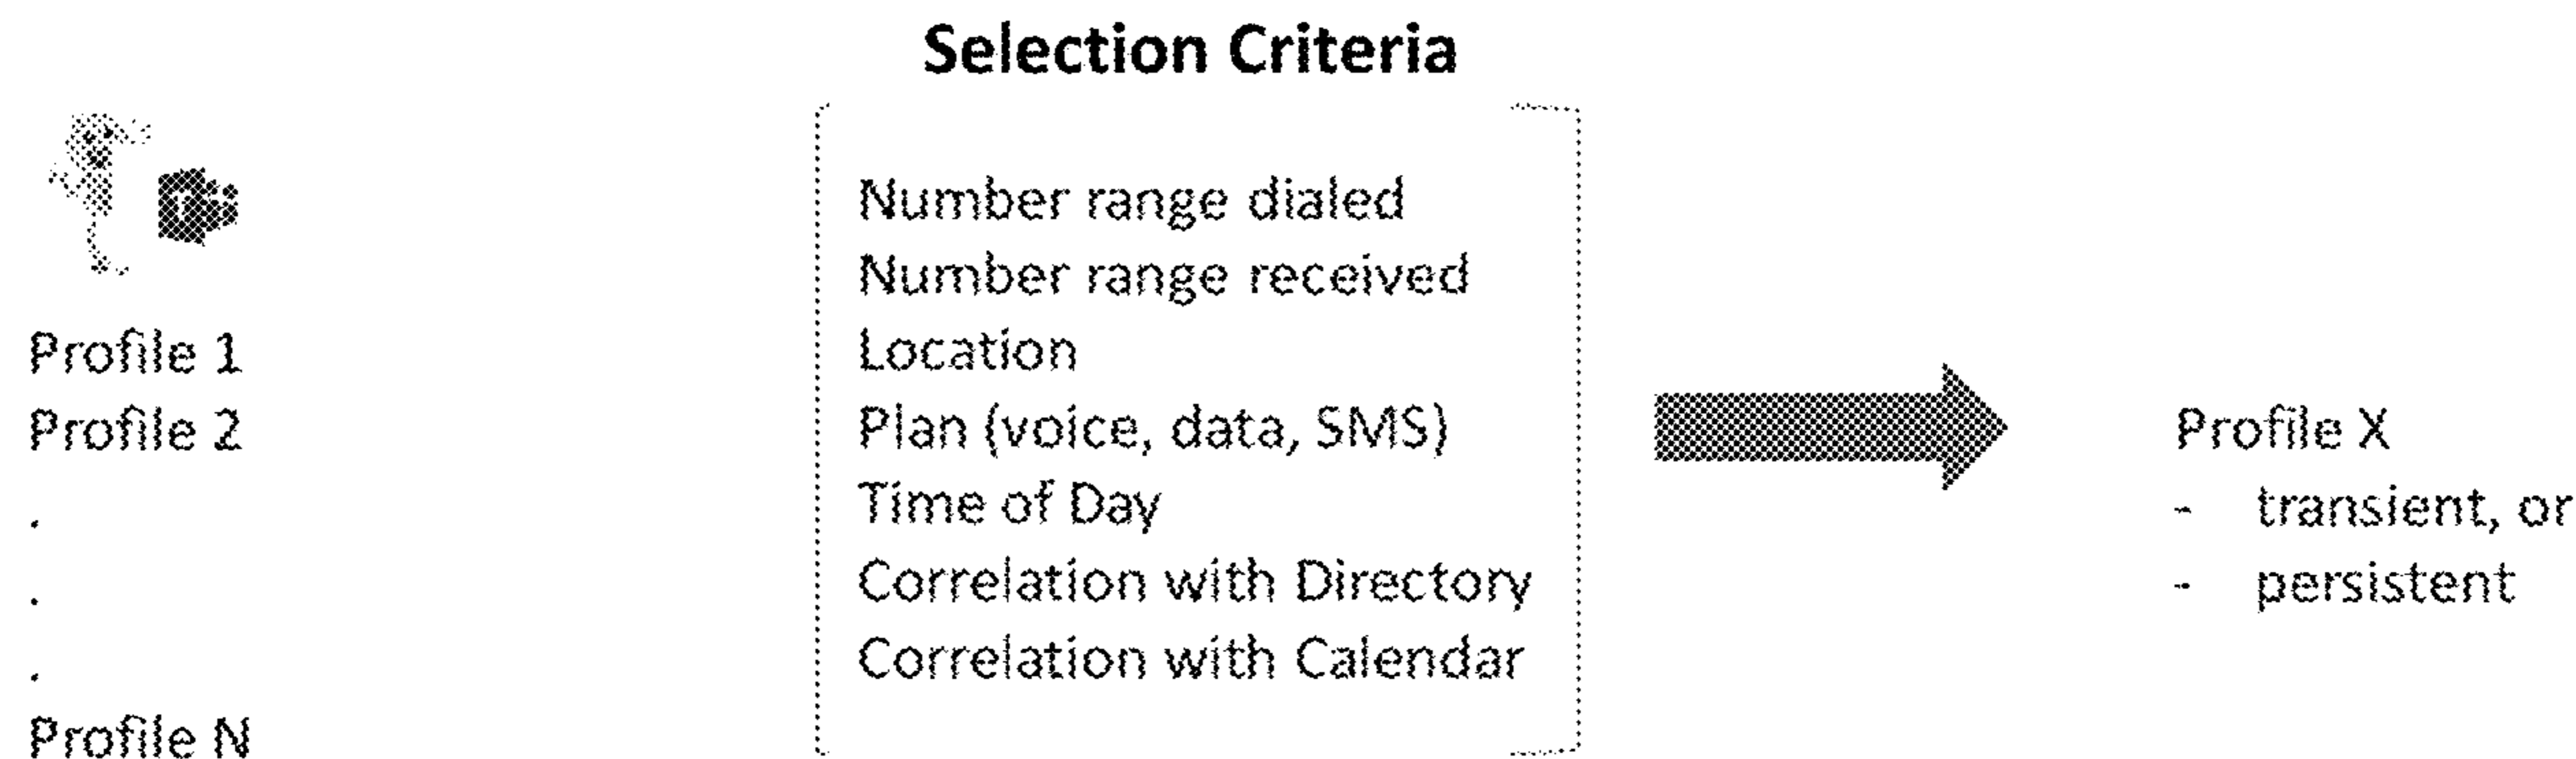 Selection Criteria
Profile 1
Profile 2
.
.
.
Profile N
Number range dialed
Number range received
Location
Plan (voice, data, SMS)
Time of Day
Correlation with Directory
Correlation with Calendar
Profile X
- transient, or
- persistent